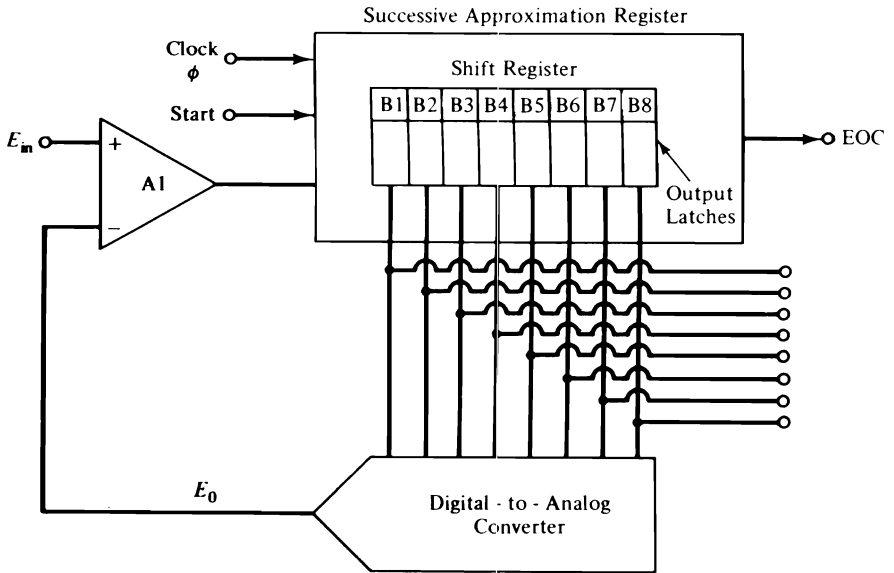 Successive Approximation Register
Clock
ϕ
Shift Register
Start
B1 B2 B3 B4 B5 B6 B7 B8
E_in
+
A1
−
EOC
Output
Latches
E_0
Digital - to - Analog
Converter